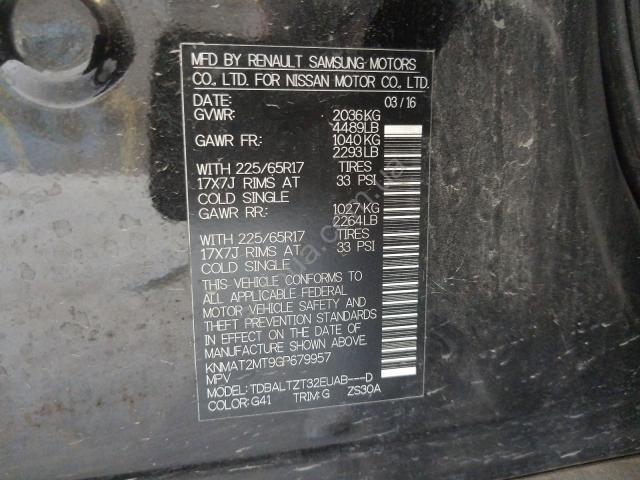 MFD BY RENAULT SAMSUNG MOTORS
CO., LTD. FOR NISSAN MOTOR CO., LTD.
DATE: 03/16
GVWR: 2036KG
4489LB
GAWR FR: 1040KG
2293LB
WITH 225/65R17 TIRES
17X7J RIMS AT 33 PSI
COLD SINGLE
GAWR RR: 1027KG
2264LB
WITH 225/65R17 TIRES
17X7J RIMS AT 33 PSI
COLD SINGLE
THIS VEHICLE CONFORMS TO
ALL APPLICABLE FEDERAL
MOTOR VEHICLE SAFETY AND
THEFT PREVENTION STANDARDS
IN EFFECT ON THE DATE OF
MANUFACTURE SHOWN ABOVE.
KNMAT2MT9GP679957
MPV
MODEL: TDBALTZT32EUAB---D
COLOR: G41 TRIM: G ZS30A